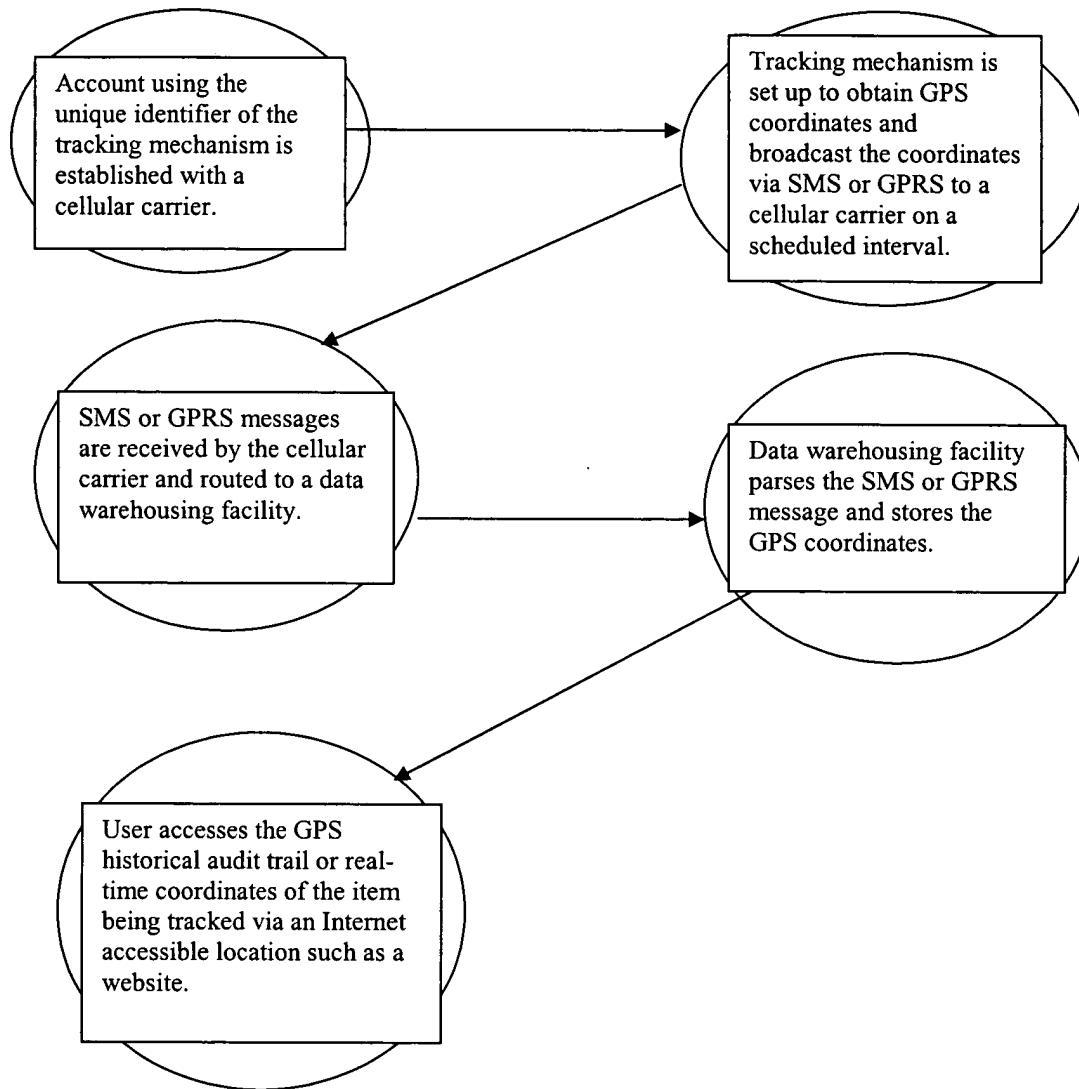 Account using the
unique identifier of the
tracking mechanism is
established with a
cellular carrier.
Tracking mechanism is
set up to obtain GPS
coordinates and
broadcast the coordinates
via SMS or GPRS to a
cellular carrier on a
scheduled interval.
SMS or GPRS messages
are received by the cellular
carrier and routed to a data
warehousing facility.
Data warehousing facility
parses the SMS or GPRS
message and stores the
GPS coordinates.
User accesses the GPS
historical audit trail or real-
time coordinates of the item
being tracked via an Internet
accessible location such as a
website.